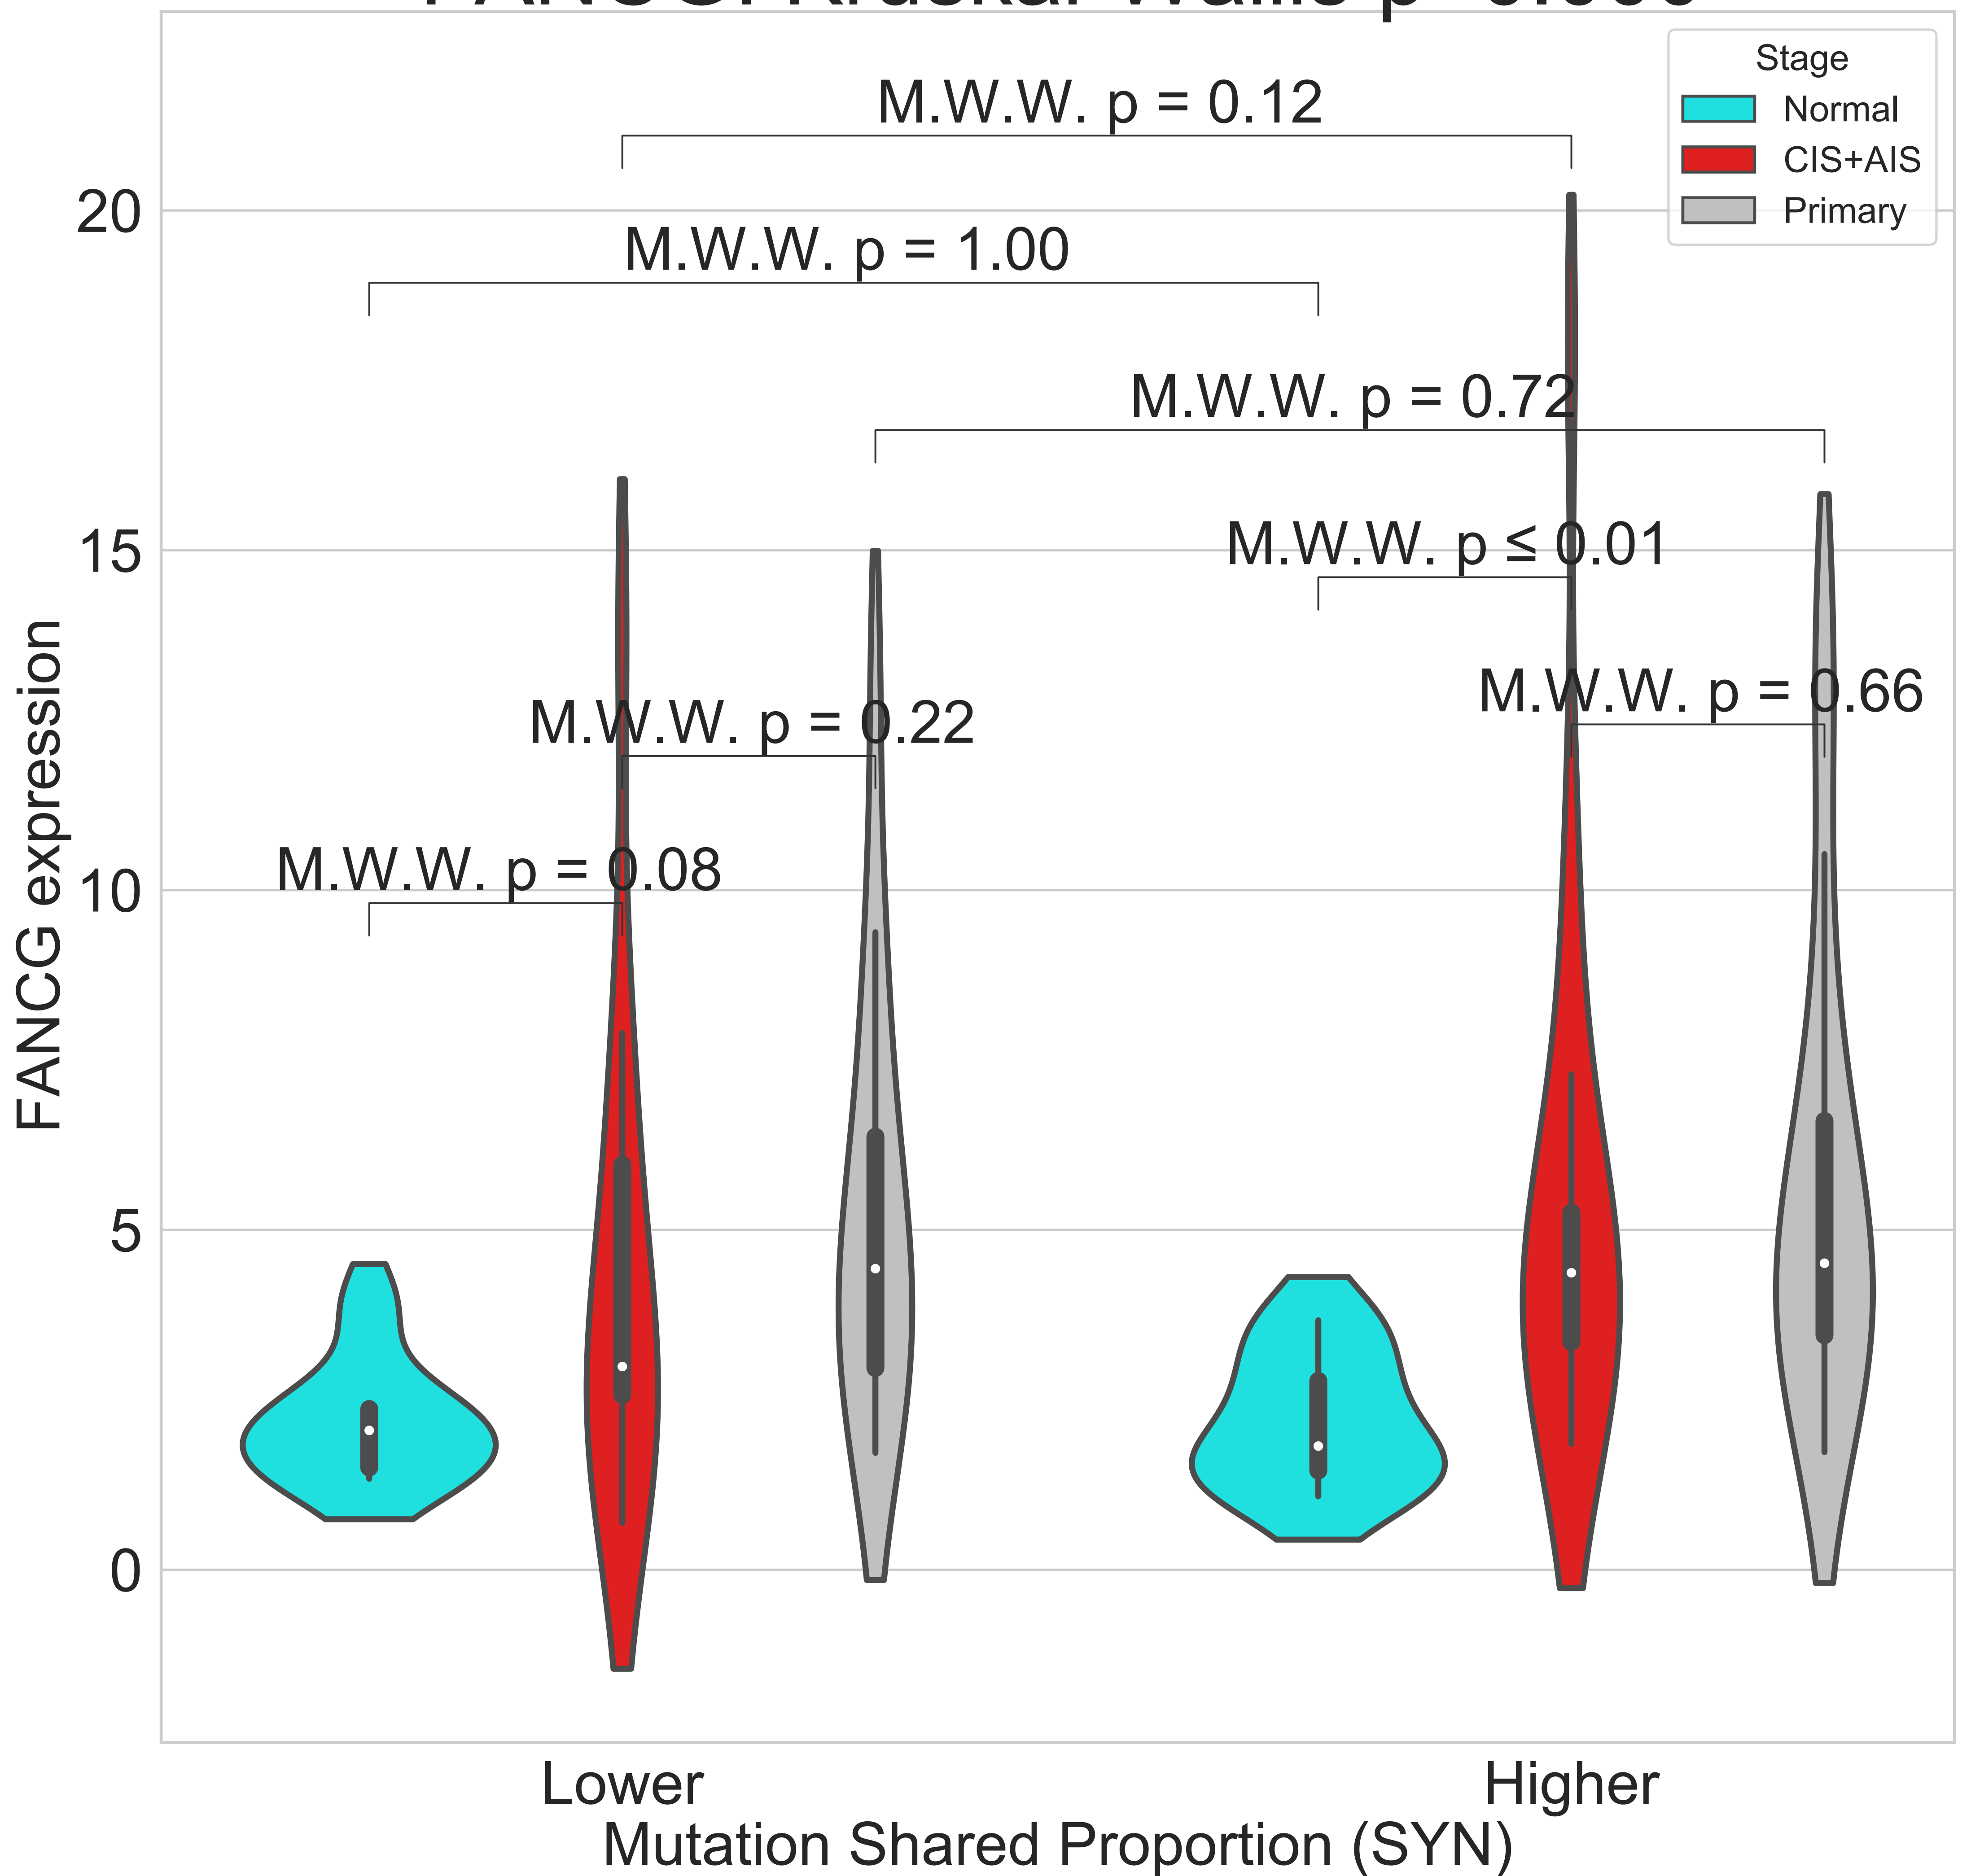 Stage
Normal
CIS+AIS
Primary
M.W.W. p = 0.12
M.W.W. p = 1.00
M.W.W. p = 0.72
M.W.W. p ≤ 0.01
M.W.W. p = 0.66
M.W.W. p = 0.22
M.W.W. p = 0.08
20
15
10
5
0
FANCG expression
Lower
Higher
Mutation Shared Proportion (SYN)